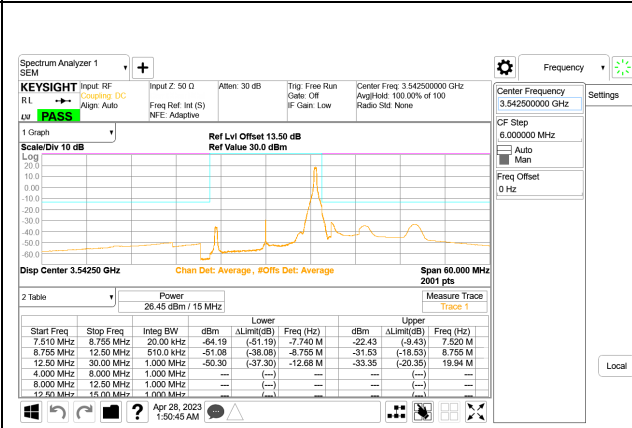 Spectrum Analyzer 1
SEM
Frequency
KEYSIGHT
Input: RF
Coupling: DC
Align: Auto
Input Z: 50 Ω
Freq Ref: Int (S)
NFE: Adaptive
Atten: 30 dB
Trig: Free Run
Gate: Off
IF Gain: Low
Center Freq: 3.542500000 GHz
Avg|Hold: 100.00% of 100
Radio Std: None
R L
LXI
PASS
Center Frequency
3.542500000 GHz
Settings
CF Step
6.000000 MHz
Auto
Man
Freq Offset
0 Hz
1 Graph
Scale/Div 10 dB
Ref Lvl Offset 13.50 dB
Ref Value 30.0 dBm
Log
20.0
10.0
0.00
-10.0
-20.0
-30.0
-40.0
-50.0
-60.0
Disp Center 3.54250 GHz
Chan Det: Average, #Offs Det: Average
Span 60.000 MHz
2001 pts
2 Table
Power
26.45 dBm / 15 MHz
Measure Trace
Trace 1
Lower Upper
Start Freq Stop Freq Integ BW dBm ΔLimit(dB) Freq (Hz) dBm ΔLimit(dB) Freq (Hz)
7.510 MHz 8.755 MHz 20.00 kHz -64.19 (-51.19) -7.740 M -22.43 (-9.43) 7.520 M
8.755 MHz 12.50 MHz 510.0 kHz -51.08 (-38.08) -8.755 M -31.53 (-18.53) 8.755 M
12.50 MHz 30.00 MHz 1.000 MHz -50.30 (-37.30) -12.68 M -33.35 (-20.35) 19.94 M
4.000 MHz 8.000 MHz 1.000 MHz --- (---) --- --- (---) ---
8.000 MHz 12.50 MHz 1.000 MHz --- (---) --- --- (---) ---
12.50 MHz 15.00 MHz 1.000 MHz --- (---) --- --- (---) ---
Local
? Apr 28, 2023
1:50:45 AM